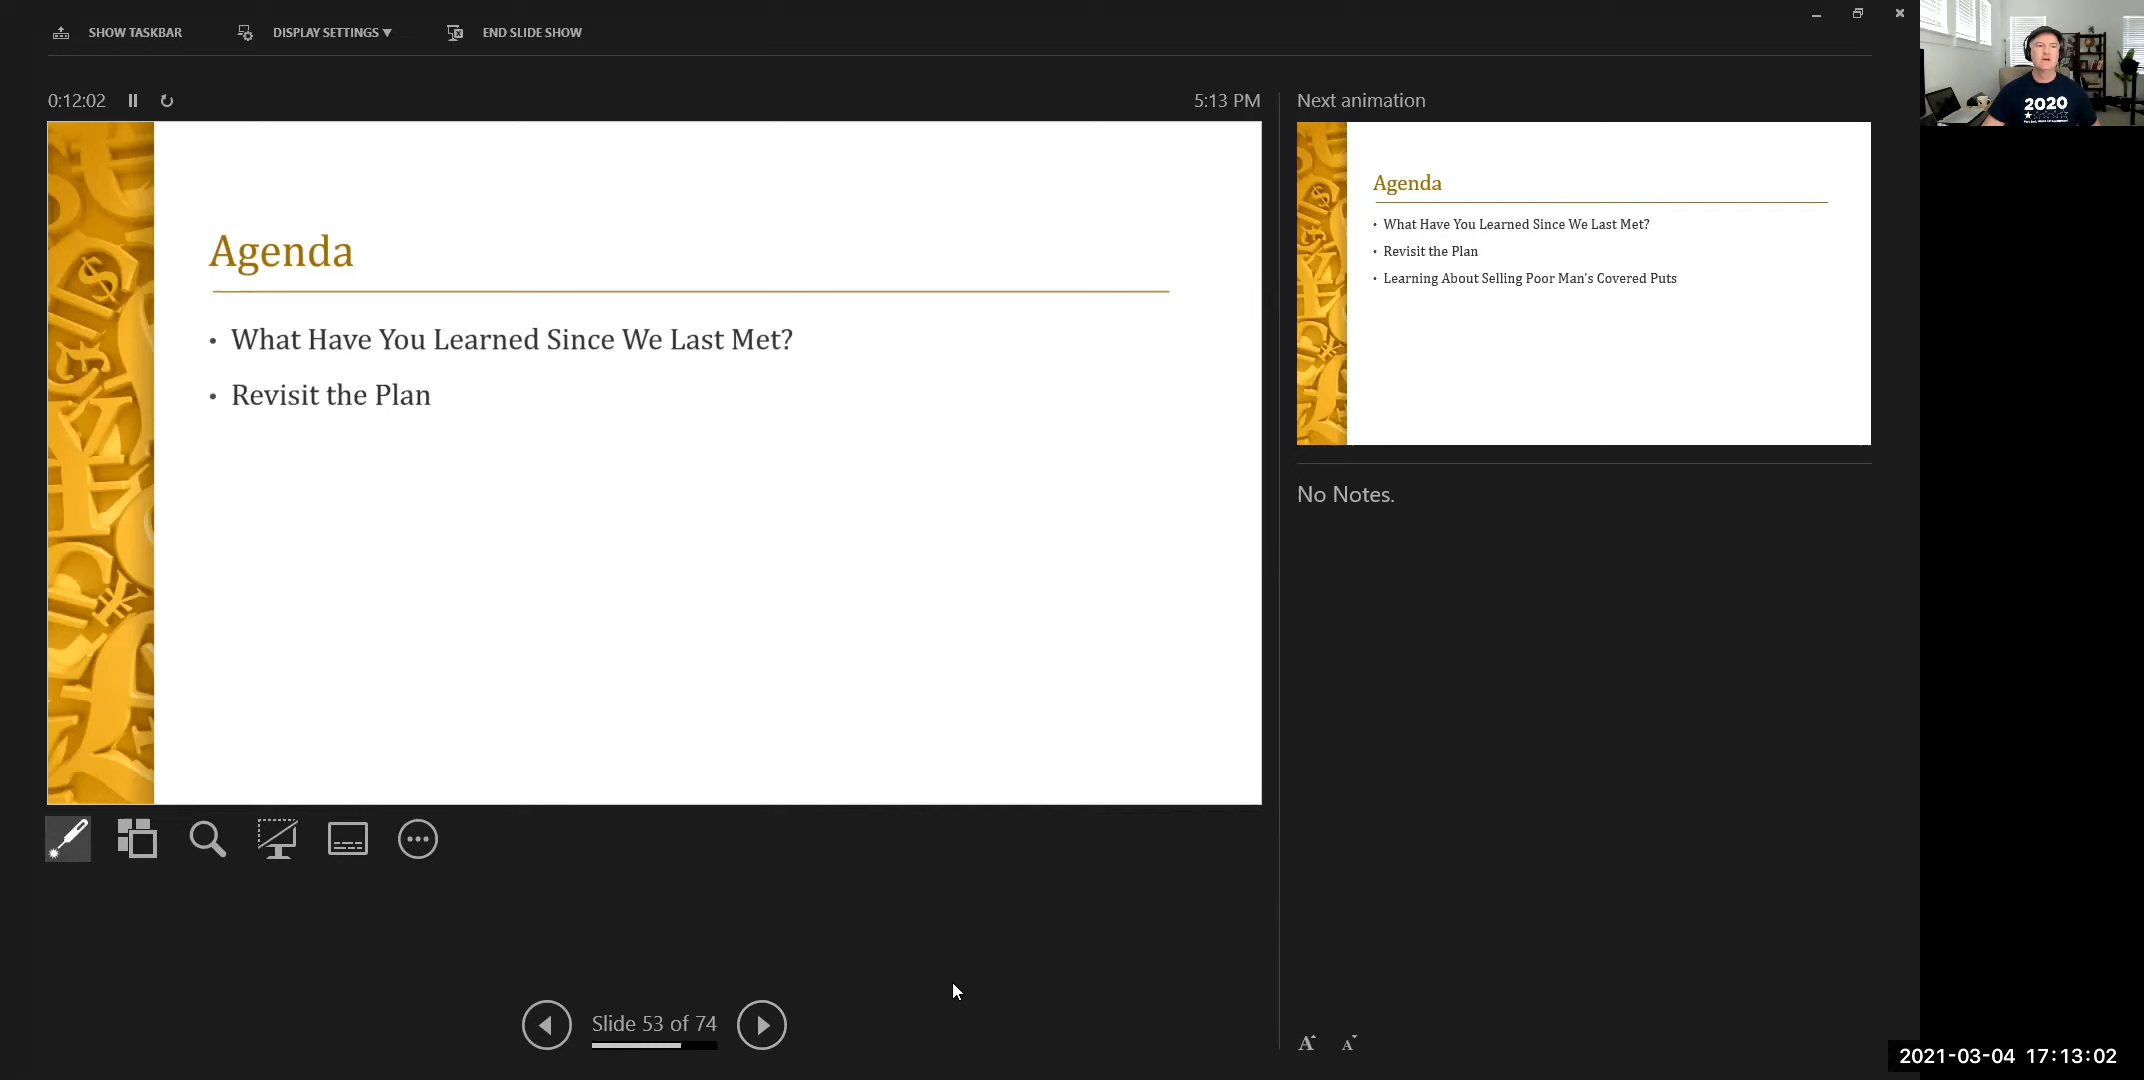 SHOW TASKBAR
DISPLAY SETTINGS ▼
END SLIDE SHOW
0:12:02
5:13 PM
Agenda
• What Have You Learned Since We Last Met?
• Revisit the Plan
Next animation
Agenda
• What Have You Learned Since We Last Met?
• Revisit the Plan
• Learning About Selling Poor Man's Covered Puts
No Notes.
Slide 53 of 74
A A
2020
2021-03-04 17:13:02